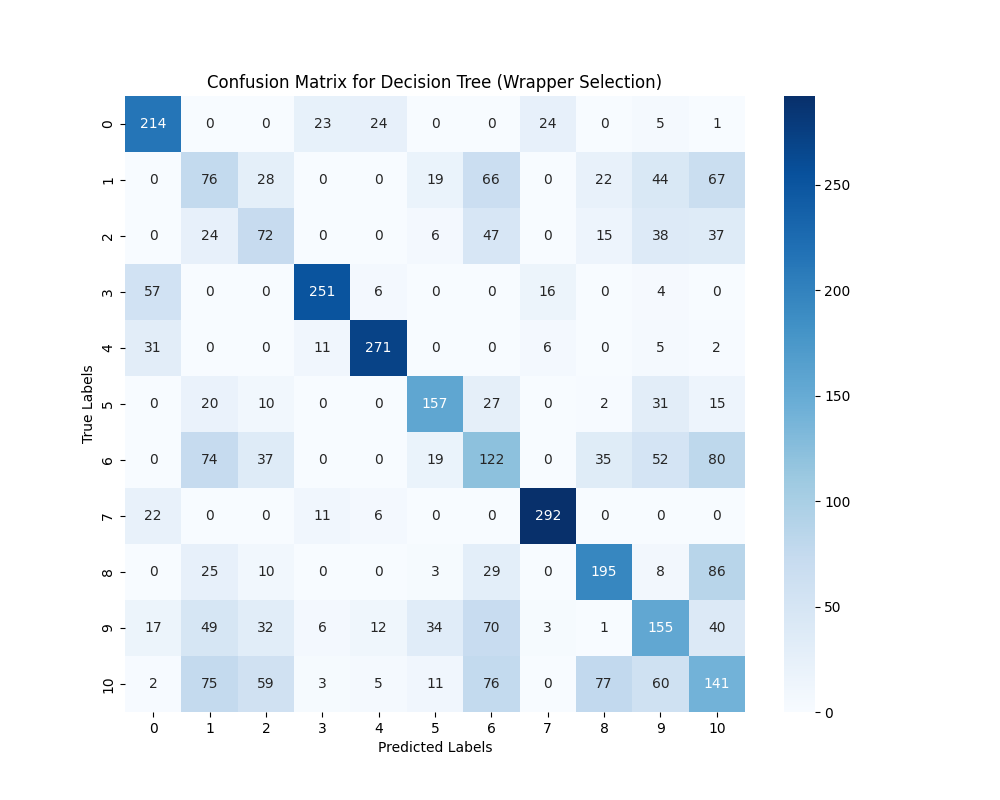 Confusion Matrix for Decision Tree (Wrapper Selection)
True Labels
0 214 0 0 23 24 0 0 24 0 5 1
1 0 76 28 0 0 19 66 0 22 44 67
2 0 24 72 0 0 6 47 0 15 38 37
3 57 0 0 251 6 0 0 16 0 4 0
4 31 0 0 11 271 0 0 6 0 5 2
5 0 20 10 0 0 157 27 0 2 31 15
6 0 74 37 0 0 19 122 0 35 52 80
7 22 0 0 11 6 0 0 292 0 0 0
8 0 25 10 0 0 3 29 0 195 8 86
9 17 49 32 6 12 34 70 3 1 155 40
10 2 75 59 3 5 11 76 0 77 60 141
0 1 2 3 4 5 6 7 8 9 10
Predicted Labels
250
200
150
100
50
0